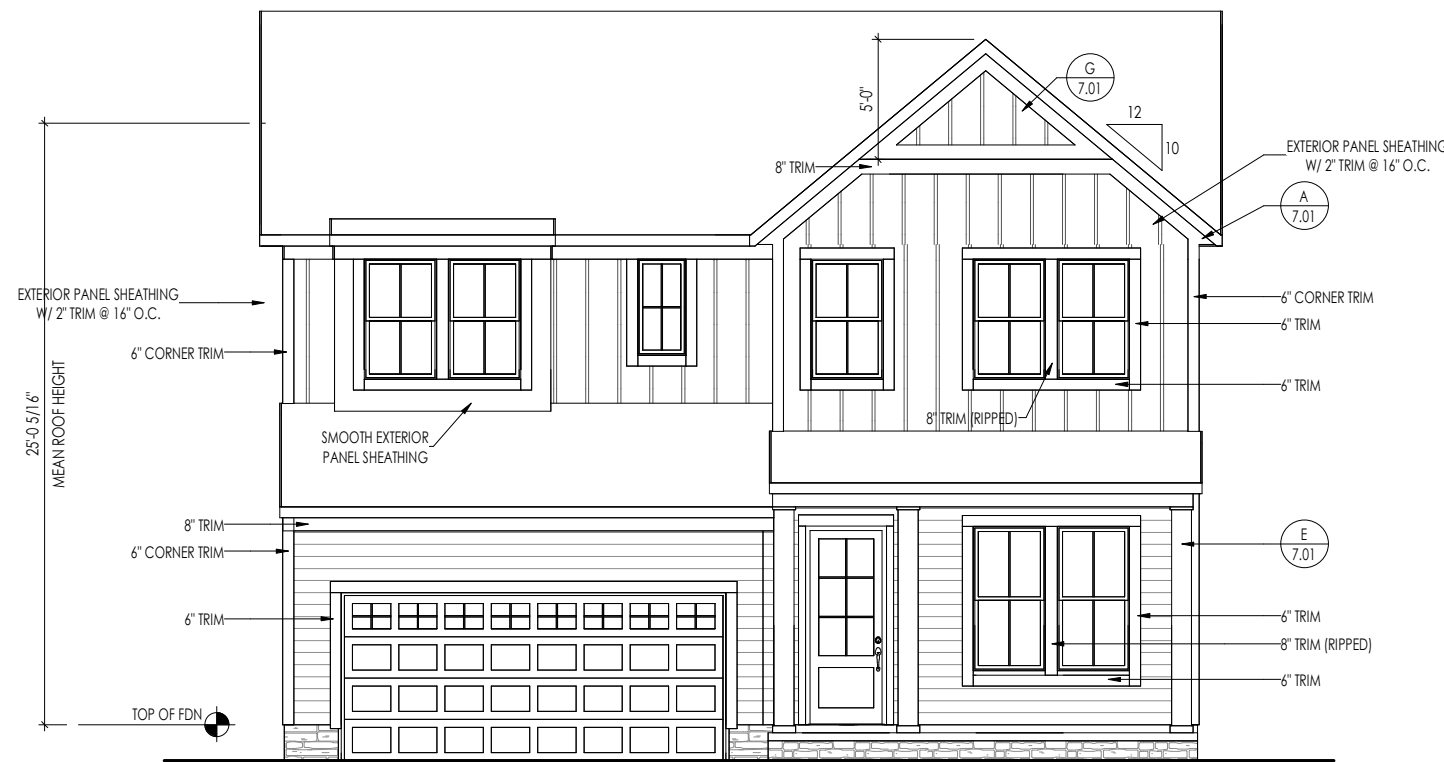 G
7.01
5'-0"
12
10
EXTERIOR PANEL SHEATHING
W/ 2" TRIM @ 16" O.C.
8" TRIM
A
7.01
EXTERIOR PANEL SHEATHING
W/ 2" TRIM @ 16" O.C.
6" CORNER TRIM
6" TRIM
6" CORNER TRIM
25'-0 5/16"
MEAN ROOF HEIGHT
6" TRIM
8" TRIM (RIPPED)
SMOOTH EXTERIOR
PANEL SHEATHING
8" TRIM
6" CORNER TRIM
E
7.01
6" TRIM
6" TRIM
8" TRIM (RIPPED)
6" TRIM
TOP OF FDN